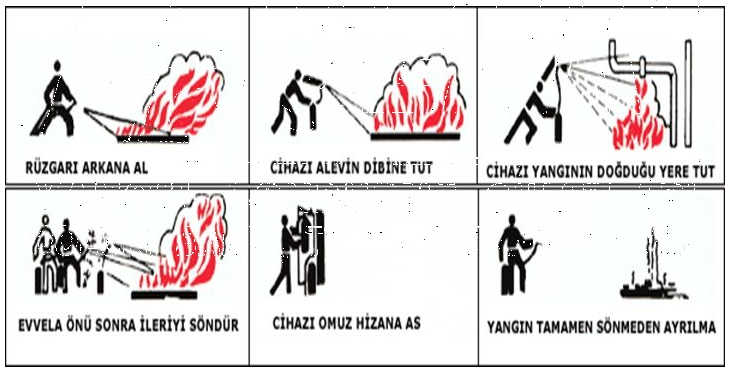 RÜZGARI ARKANA AL
CİHAZI ALEVİN DİBİNE TUT
CİHAZI YANGININ DOĞDUĞU YERE TUT
EVVELA ÖNÜ SONRA İLERİYİ SÖNDÜR
CİHAZI OMUZ HİZANA AS
YANGIN TAMAMEN SÖNMEDEN AYRILMA